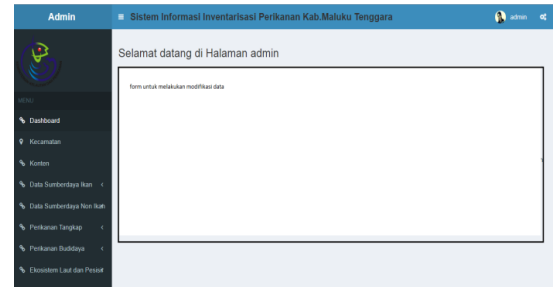 Admin
Sistem Informasi Inventarisasi Perikanan Kab.Maluku Tenggara
admin
Selamat datang di Halaman admin
form untuk melakukan modifikasi data
MENU
Dashboard
Kecamatan
Konten
Data Sumberdaya Ikan
Data Sumberdaya Non Ikan
Perikanan Tangkap
Perikanan Budidaya
Ekosistem Laut dan Pesisir